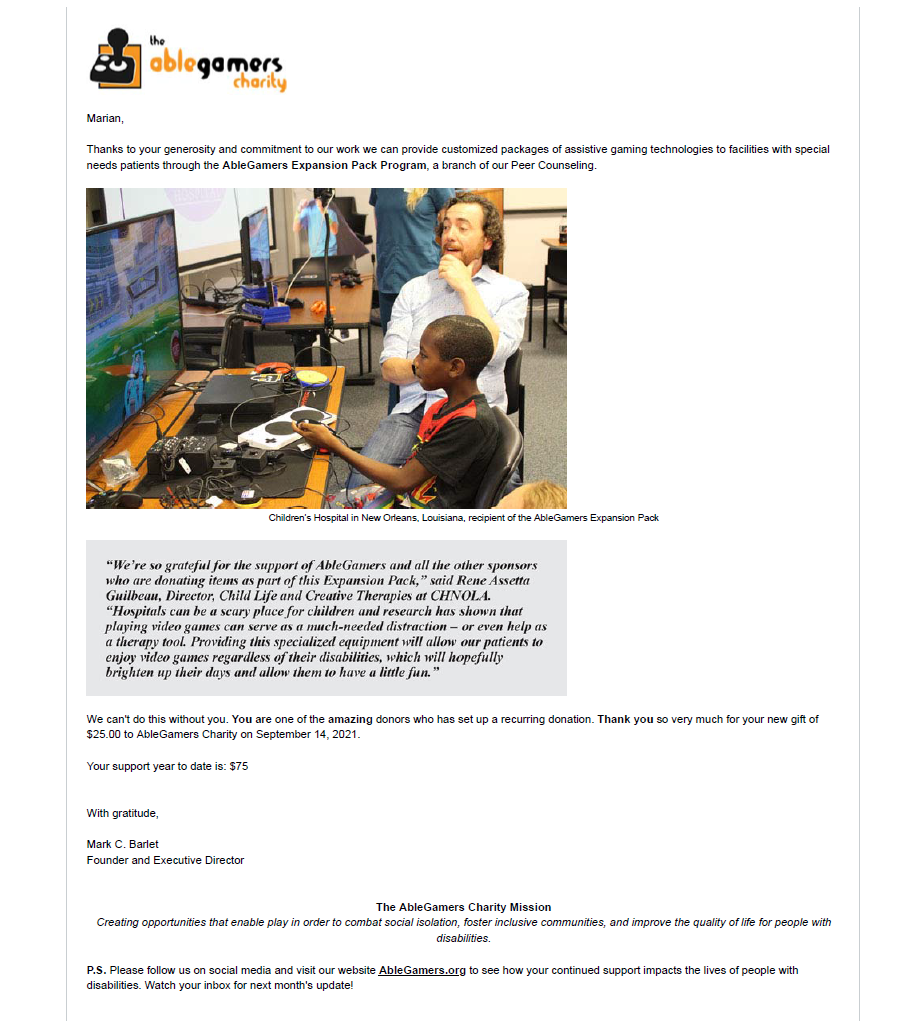 the
ablegamers
charity
Marian,
Thanks to your generosity and commitment to our work we can provide customized packages of assistive gaming technologies to facilities with special
needs patients through the AbleGamers Expansion Pack Program, a branch of our Peer Counseling.
Children's Hospital in New Orleans, Louisiana, recipient of the AbleGamers Expansion Pack
“We’re so grateful for the support of AbleGamers and all the other sponsors
who are donating items as part of this Expansion Pack,” said Rene Assetta
Guilbeau, Director, Child Life and Creative Therapies at CHNOLA.
“Hospitals can be a scary place for children and research has shown that
playing video games can serve as a much-needed distraction – or even help as
a therapy tool. Providing this specialized equipment will allow our patients to
enjoy video games regardless of their disabilities, which will hopefully
brighten up their days and allow them to have a little fun.”
We can't do this without you. You are one of the amazing donors who has set up a recurring donation. Thank you so very much for your new gift of
$25.00 to AbleGamers Charity on September 14, 2021.
Your support year to date is: $75
With gratitude,
Mark C. Barlet
Founder and Executive Director
The AbleGamers Charity Mission
Creating opportunities that enable play in order to combat social isolation, foster inclusive communities, and improve the quality of life for people with
disabilities.
P.S. Please follow us on social media and visit our website AbleGamers.org to see how your continued support impacts the lives of people with
disabilities. Watch your inbox for next month's update!